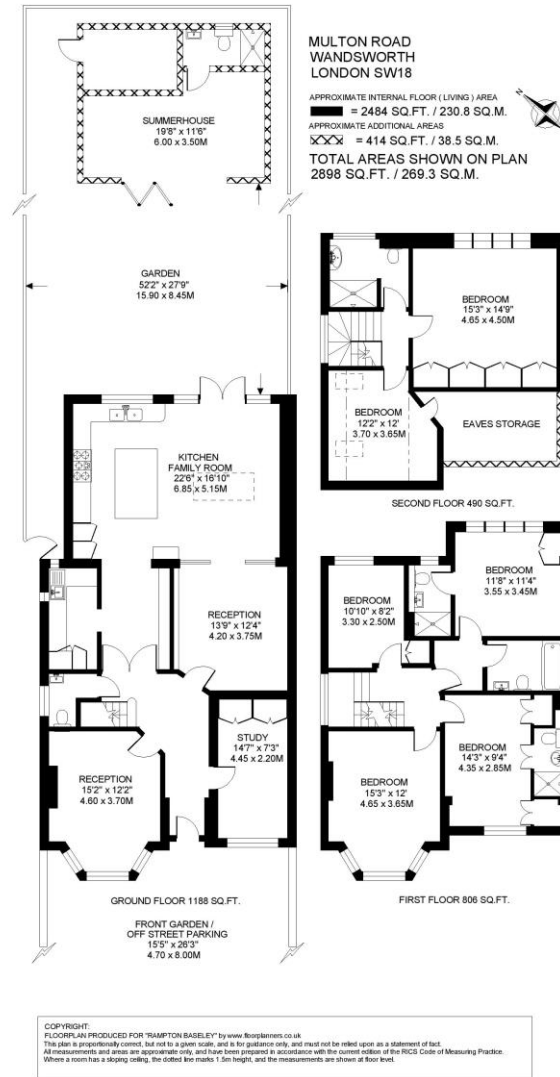 MULTON ROAD
WANDSWORTH
LONDON SW18
APPROXIMATE INTERNAL FLOOR ( LIVING ) AREA
= 2484 SQ.FT. / 230.8 SQ.M.
APPROXIMATE ADDITIONAL AREAS
= 414 SQ.FT. / 38.5 SQ.M.
TOTAL AREAS SHOWN ON PLAN
2898 SQ.FT. / 269.3 SQ.M.
N
SUMMERHOUSE
19'8" x 11'6"
6.00 x 3.50M
GARDEN
52'2" x 27'9"
15.90 x 8.45M
KITCHEN
FAMILY ROOM
22'6" x 16'10"
6.85 x 5.15M
RECEPTION
13'9" x 12'4"
4.20 x 3.75M
STUDY
14'7" x 7'3"
4.45 x 2.20M
RECEPTION
15'2" x 12'2"
4.60 x 3.70M
GROUND FLOOR 1188 SQ.FT.
FRONT GARDEN /
OFF STREET PARKING
15'5" x 26'3"
4.70 x 8.00M
BEDROOM
15'3" x 14'9"
4.65 x 4.50M
BEDROOM
12'2" x 12'
3.70 x 3.65M
EAVES STORAGE
SECOND FLOOR 490 SQ.FT.
BEDROOM
11'8" x 11'4"
3.55 x 3.45M
BEDROOM
10'10" x 8'2"
3.30 x 2.50M
BEDROOM
14'3" x 9'4"
4.35 x 2.85M
BEDROOM
15'3" x 12'
4.65 x 3.65M
FIRST FLOOR 806 SQ.FT.
COPYRIGHT:
FLOORPLAN PRODUCED FOR "RAMPTON BASELEY" by www.floorplanners.co.uk
This plan is proportionally correct, but not to a given scale, and is for guidance only, and must not be relied upon as a statement of fact.
All measurements and areas are approximate only, and have been prepared in accordance with the current edition of the RICS Code of Measuring Practice.
Where a room has a sloping ceiling, the dotted line marks 1.5m height, and the measurements are shown at floor level.